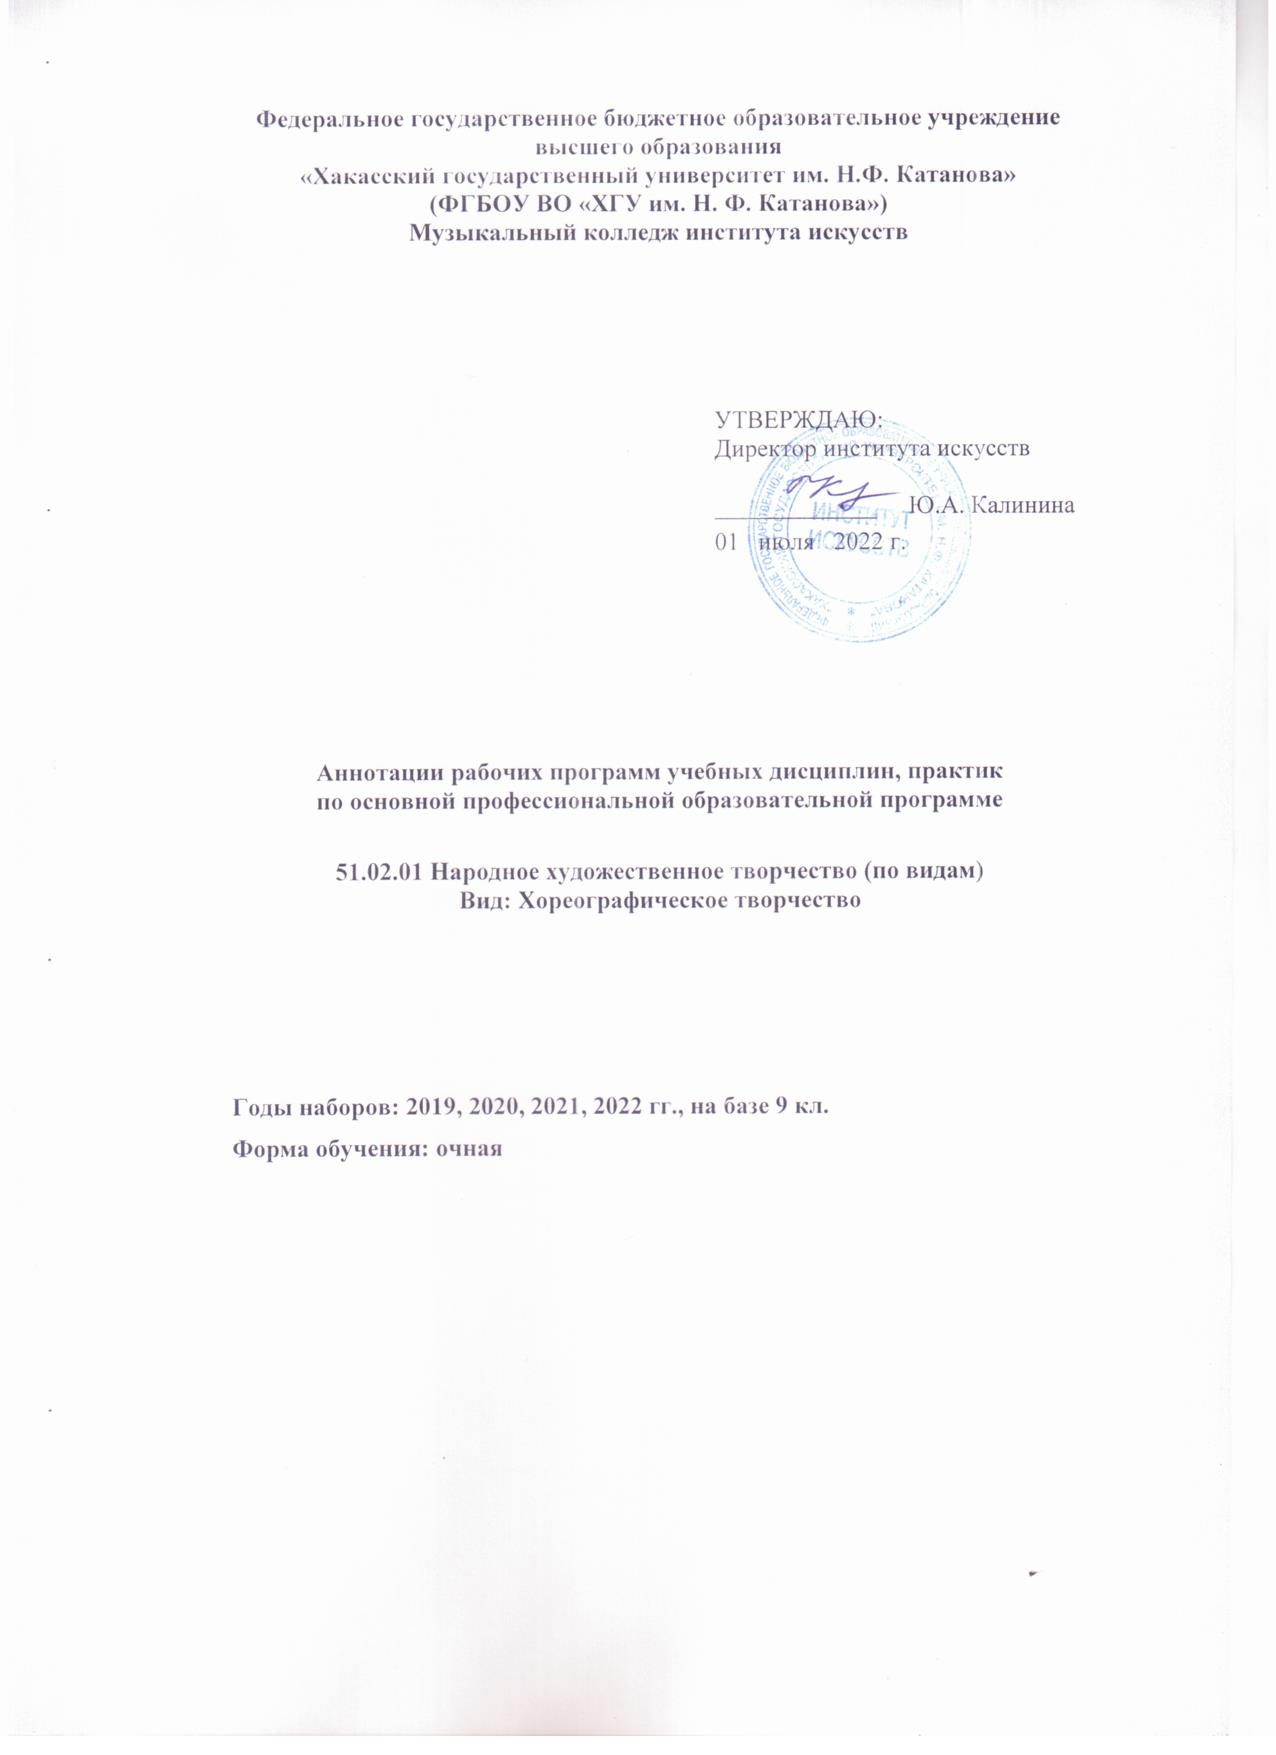 Федеральное государственное бюджетное образовательное учреждение
высшего образования
«Хакасский государственный университет им. Н.Ф. Катанова»
(ФГБОУ ВО «ХГУ им. Н. Ф. Катанова»)
Музыкальный колледж института искусств
УТВЕРЖДАЮ:
Директор института искусств
Ю.А. Калинина
ИНСТИТУТ
ИСКУССТВ
01 июля 2022 г.
Аннотации рабочих программ учебных дисциплин, практик
по основной профессиональной образовательной программе
51.02.01 Народное художественное творчество (по видам)
Вид: Хореографическое творчество
Годы наборов: 2019, 2020, 2021, 2022 гг., на базе 9 кл.
Форма обучения: очная